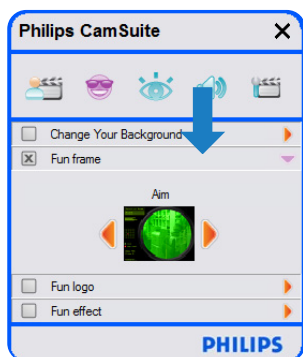 Philips CamSuite
Change Your Background
Fun frame
Aim
Fun logo
Fun effect
PHILIPS